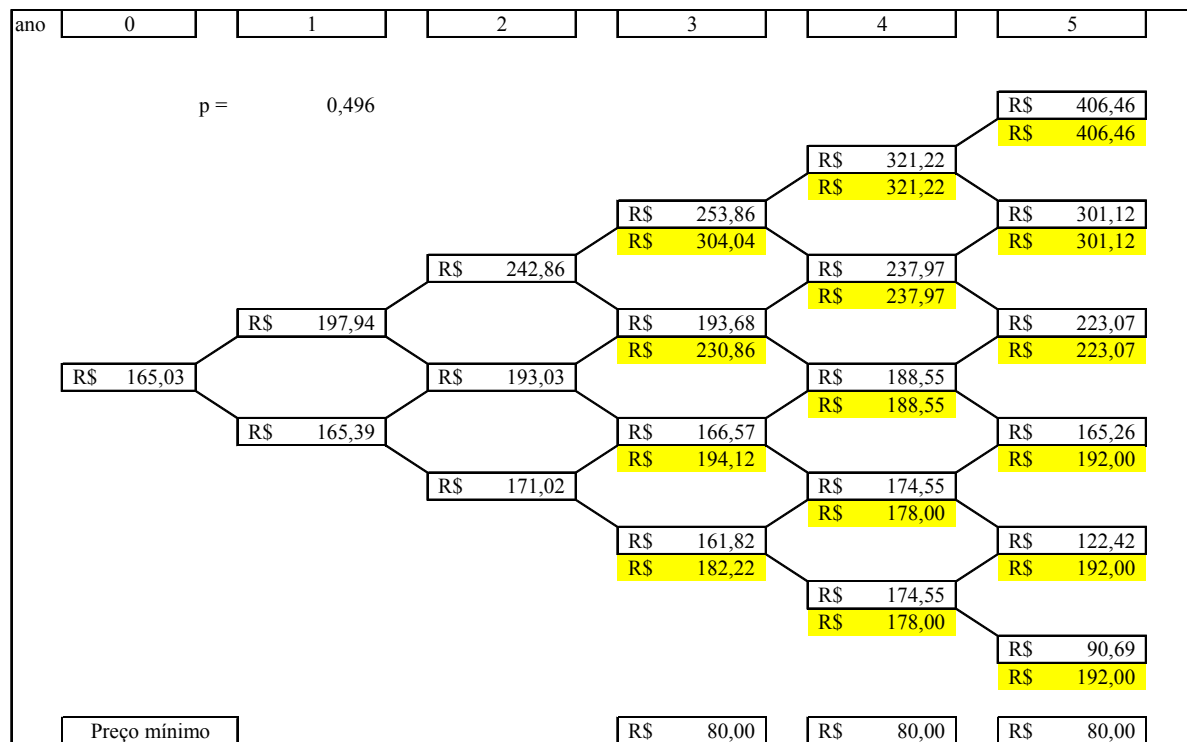 ano 0 1 2 3 4 5
p = 0,496 R$ 406,46
R$ 406,46
R$ 321,22
R$ 321,22
R$ 253,86 R$ 301,12
R$ 304,04 R$ 301,12
R$ 242,86 R$ 237,97
R$ 237,97
R$ 197,94 R$ 193,68 R$ 223,07
R$ 230,86 R$ 223,07
R$ 165,03 R$ 193,03 R$ 188,55
R$ 188,55
R$ 165,39 R$ 166,57 R$ 165,26
R$ 194,12 R$ 192,00
R$ 171,02 R$ 174,55
R$ 178,00
R$ 161,82 R$ 122,42
R$ 182,22 R$ 192,00
R$ 174,55
R$ 178,00
R$ 90,69
R$ 192,00
Preço mínimo R$ 80,00 R$ 80,00 R$ 80,00